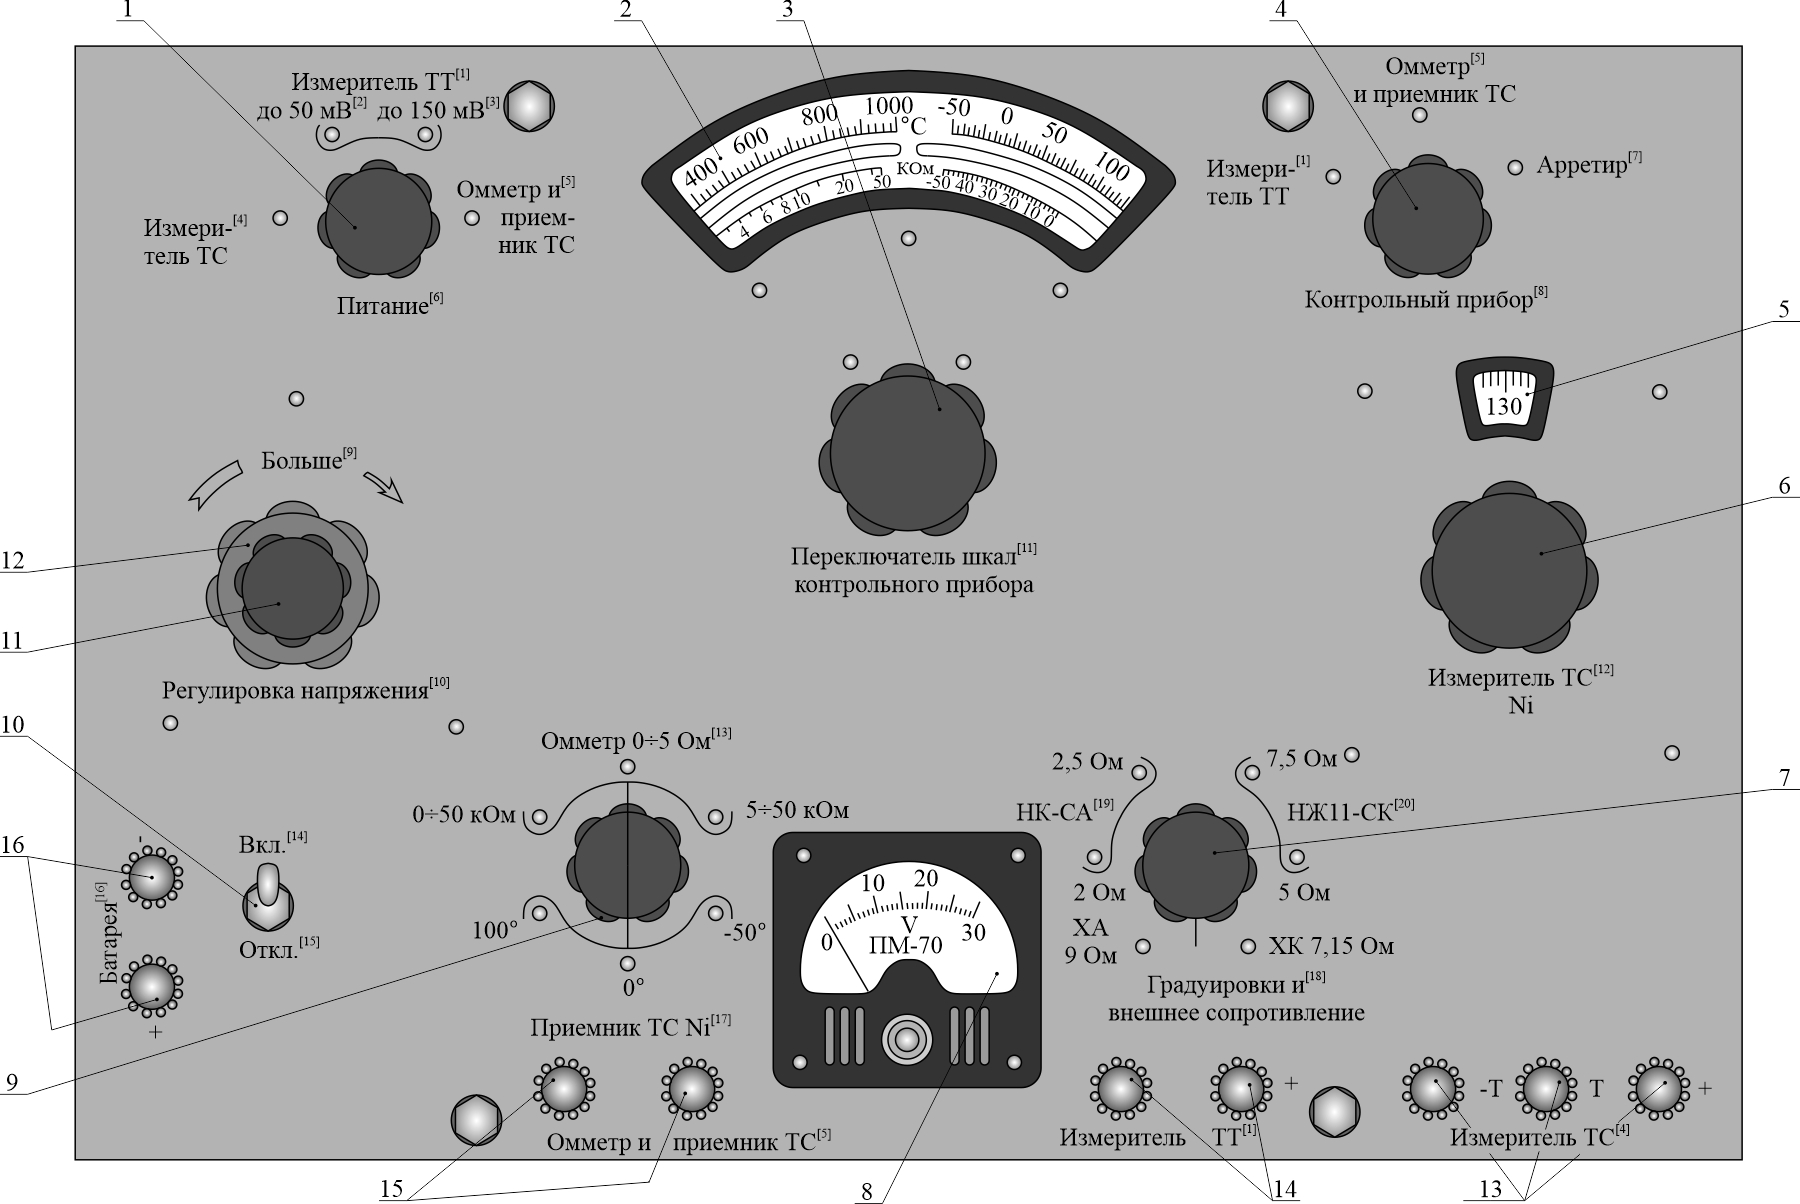 1
2
3
4
Измеритель ТТ[1]
до 50 мВ[2] до 150 мВ[3]
Измери-[4]
тель ТС
Омметр и[5]
прием-
ник ТС
Питание[6]
400 600 800 1000 °C -50 0 50 100
КОм
4 6 8 10 20 50 -50 40 30 20 10 0
Омметр[5]
и приемник ТС
Измери-[1]
тель ТТ
Арретир[7]
Контрольный прибор[8]
5
130
6
Больше[9]
12
11
Регулировка напряжения[10]
Переключатель шкал[11]
контрольного прибора
Измеритель ТС[12]
Ni
10
Омметр 0÷5 Ом[13]
0÷50 кОм
5÷50 кОм
100°
-50°
0°
Приемник ТС Ni[17]
2,5 Ом
7,5 Ом
7
НК-СА[19]
НЖ11-СК[20]
2 Ом
5 Ом
ХА
9 Ом
ХК 7,15 Ом
Градуировки и[18]
внешнее сопротивление
16
-
Вкл.[14]
Батарея[16]
Откл.[15]
+
0 10 20 30
V
ПМ-70
9
Омметр и приемник ТС[5]
+
Измеритель ТТ[1]
-Т Т +
Измеритель ТС[4]
15
8
14
13